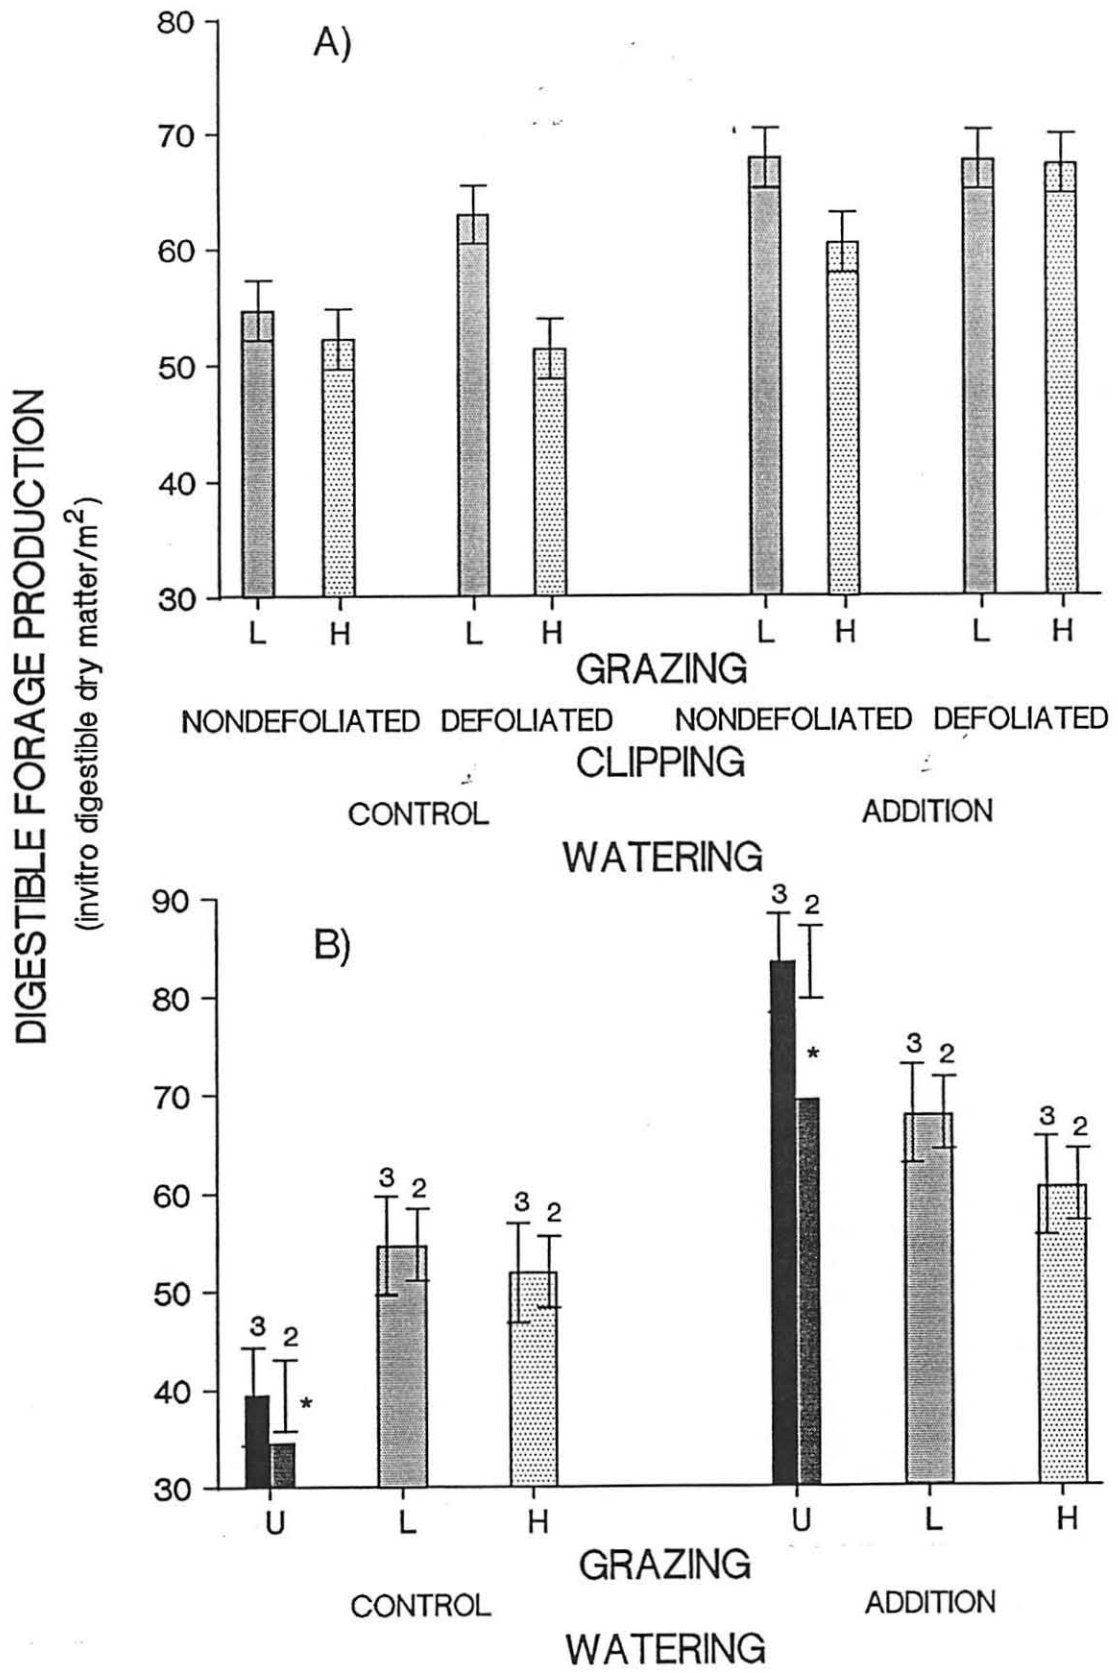 DIGESTIBLE FORAGE PRODUCTION
(invitro digestible dry matter/m²)
A)
80
70
60
50
40
30
L H L H L H L H
GRAZING
NONDEFOLIATED DEFOLIATED NONDEFOLIATED DEFOLIATED
CLIPPING
CONTROL ADDITION
WATERING
B)
90
80
70
60
50
40
30
3 2
*
3 2
3 2
3 2
*
3 2
3 2
U L H U L H
GRAZING
CONTROL ADDITION
WATERING